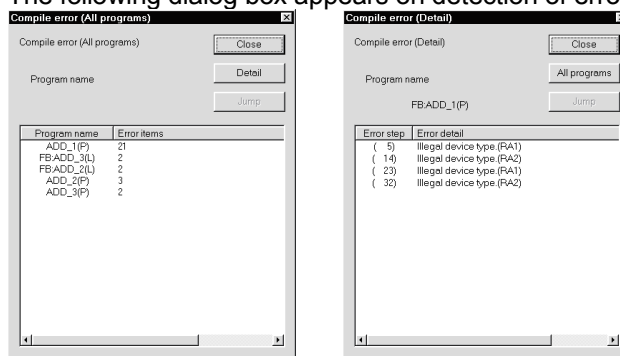 The following dialog box appears on detection of erro
Compile error (All programs)
Compile error (All programs)
Close
Program name
Detail
Jump
Program name Error items
ADD_1(P) 21
FB:ADD_3(L) 2
FB:ADD_2(L) 2
ADD_2(P) 3
ADD_3(P) 2
Compile error (Detail)
Compile error (Detail)
Close
Program name
All programs
FB:ADD_1(P)
Jump
Error step Error detail
( 5) Illegal device type.(RA1)
( 14) Illegal device type.(RA2)
( 23) Illegal device type.(RA1)
( 32) Illegal device type.(RA2)